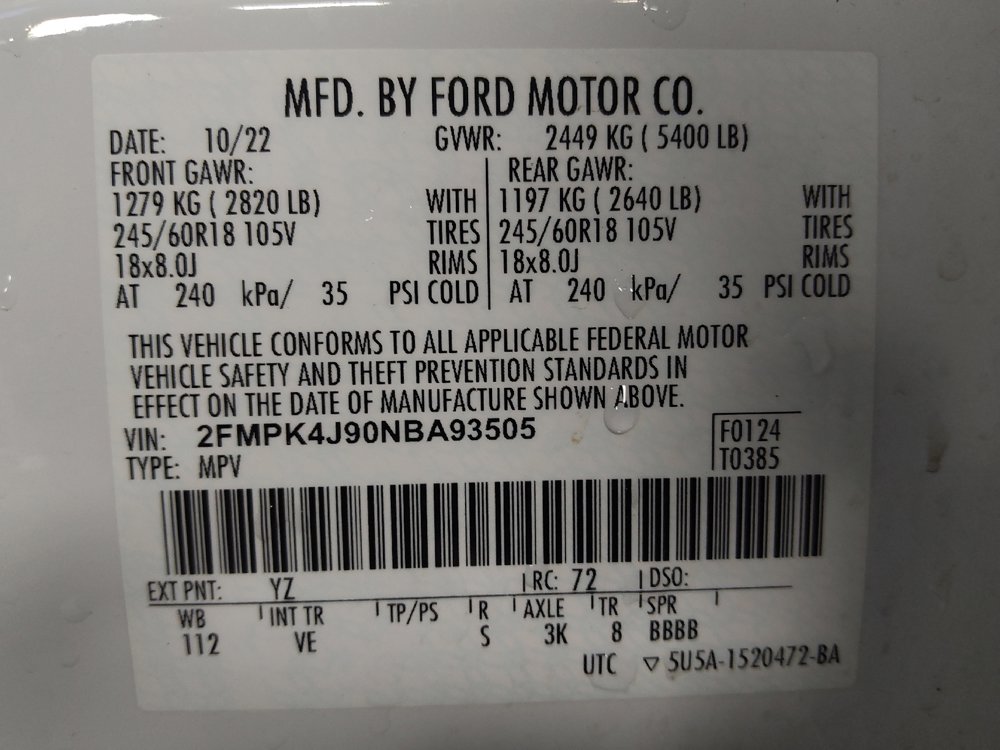 MFD. BY FORD MOTOR CO.
DATE: 10/22 GVWR: 2449 KG ( 5400 LB)
FRONT GAWR: REAR GAWR:
1279 KG ( 2820 LB) WITH 1197 KG ( 2640 LB) WITH
245/60R18 105V TIRES 245/60R18 105V TIRES
18x8.0J RIMS 18x8.0J RIMS
AT 240 kPa/ 35 PSI COLD AT 240 kPa/ 35 PSI COLD
THIS VEHICLE CONFORMS TO ALL APPLICABLE FEDERAL MOTOR
VEHICLE SAFETY AND THEFT PREVENTION STANDARDS IN
EFFECT ON THE DATE OF MANUFACTURE SHOWN ABOVE.
VIN: 2FMPK4J90NBA93505 F0124
TYPE: MPV T0385
EXT PNT: YZ RC: 72 DSO:
WB INT TR TP/PS R AXLE TR SPR
112 VE S 3K 8 BBBB
UTC ▽ 5U5A-1520472-BA